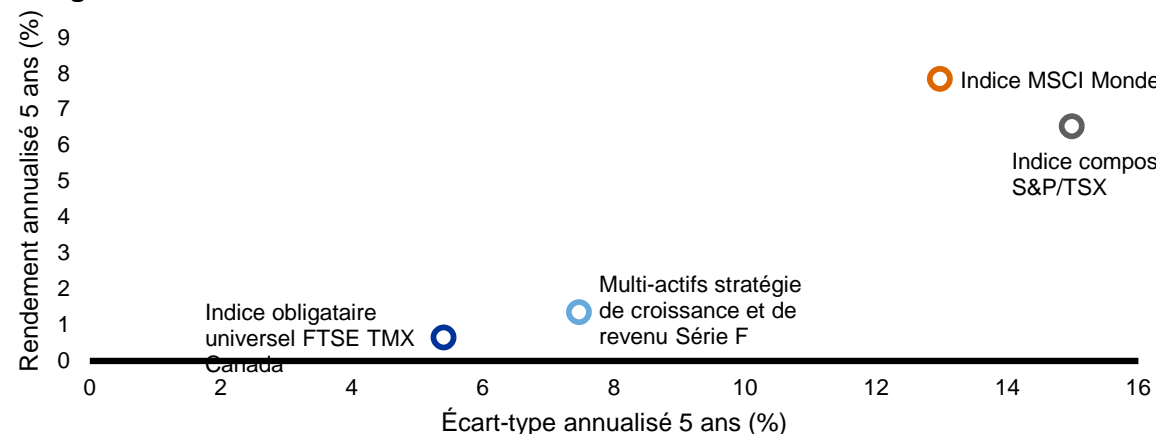 Rendement annualisé 5 ans (%)
9
8
7
6
5
4
3
2
1
0
Indice MSCI Monde
Indice compos
S&P/TSX
Multi-actifs stratégie
de croissance et de
revenu Série F
Indice obligataire
universel FTSE TMX
Canada
0 2 4 6 8 10 12 14 16
Écart-type annualisé 5 ans (%)